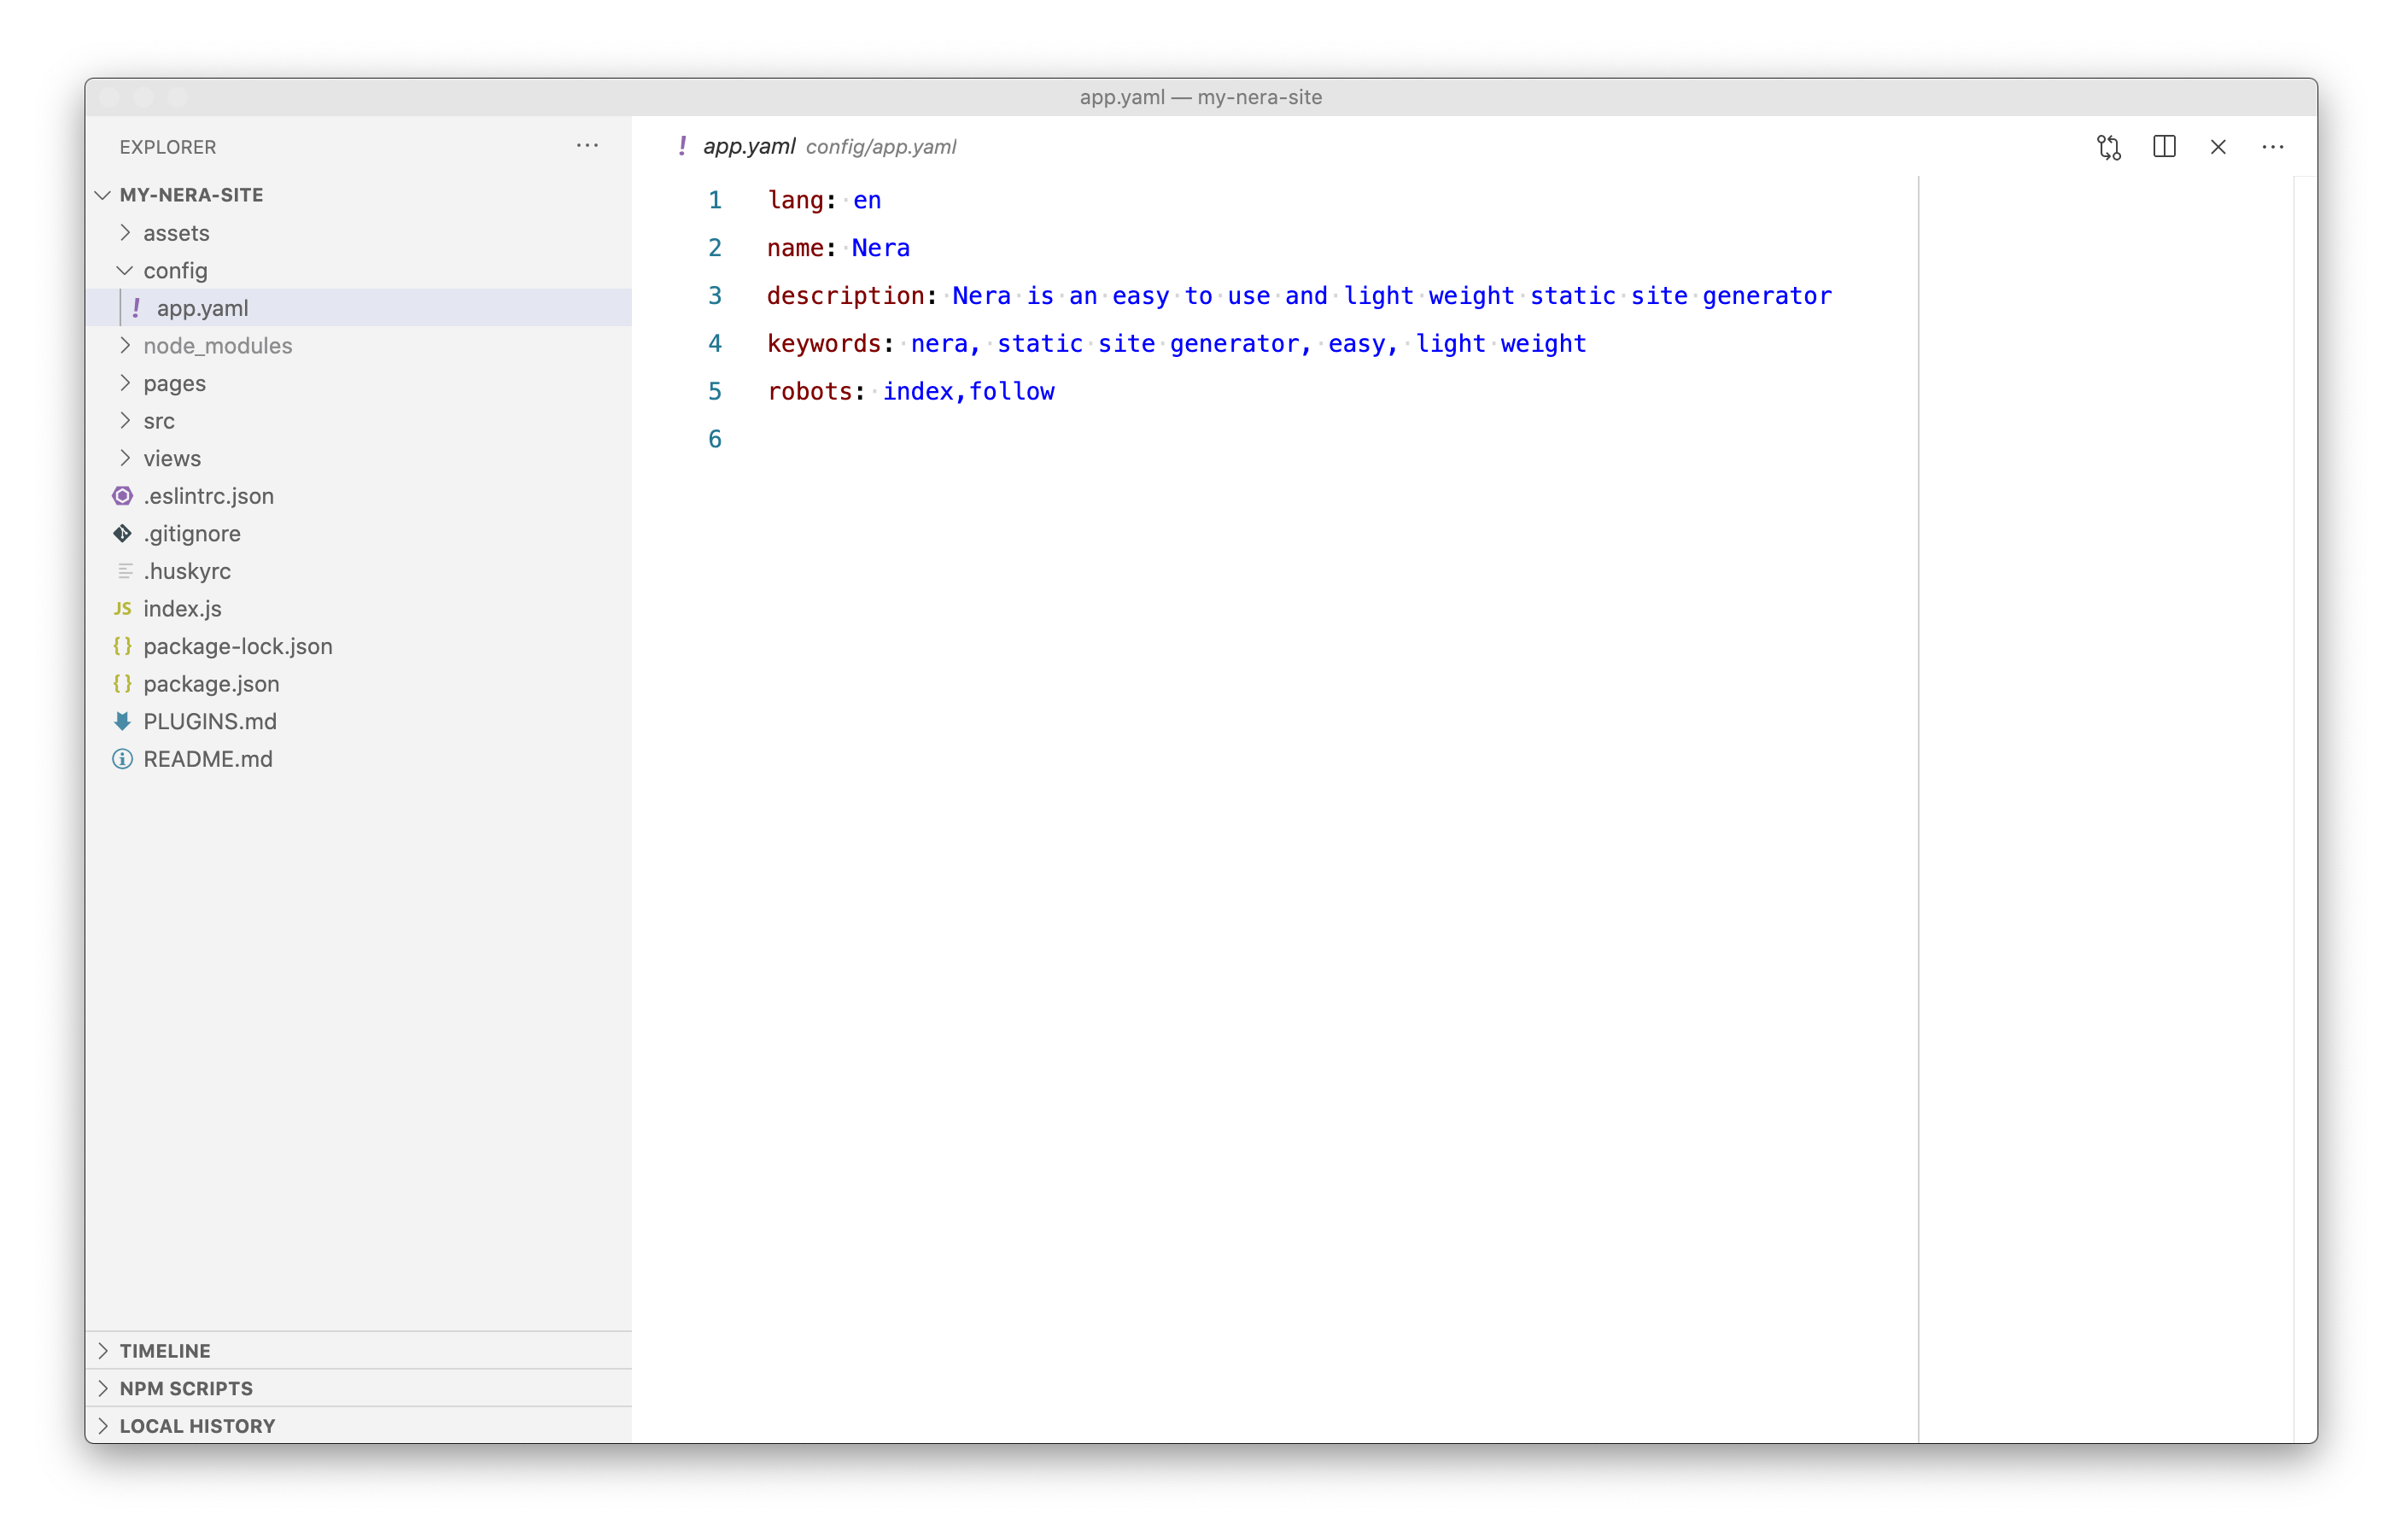 app.yaml — my-nera-site
EXPLORER
MY-NERA-SITE
assets
config
! app.yaml
node_modules
pages
src
views
.eslintrc.json
.gitignore
.huskyrc
JS index.js
{} package-lock.json
{} package.json
PLUGINS.md
README.md
TIMELINE
NPM SCRIPTS
LOCAL HISTORY
! app.yaml config/app.yaml
1 lang: en
2 name: Nera
3 description: Nera is an easy to use and light weight static site generator
4 keywords: nera, static site generator, easy, light weight
5 robots: index,follow
6